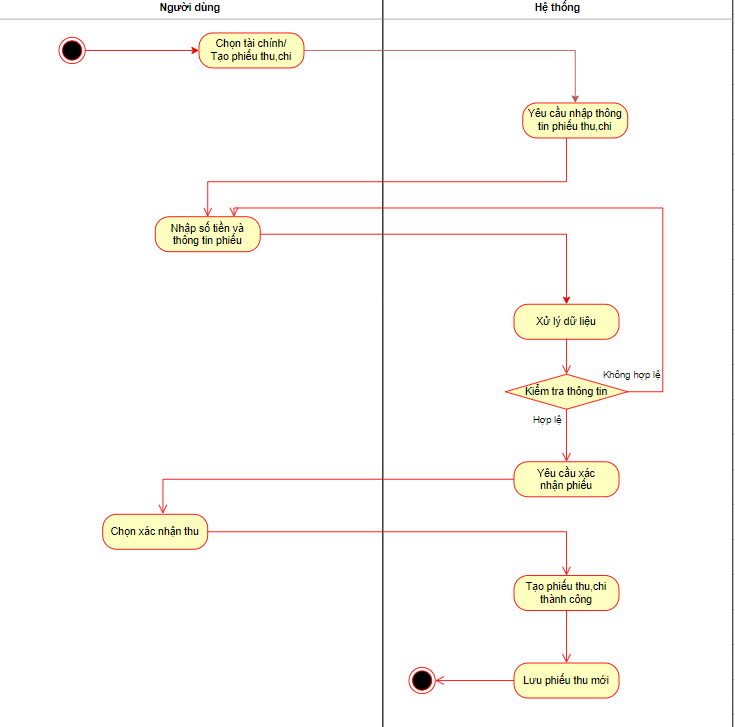 Người dùng
Hệ thống
Chọn tài chính/
Tạo phiếu thu,chi
Yêu cầu nhập thông
tin phiếu thu,chi
Nhập số tiền và
thông tin phiếu
Xử lý dữ liệu
Không hợp lệ
Kiểm tra thông tin
Hợp lệ
Yêu cầu xác
nhận phiếu
Chọn xác nhận thu
Tạo phiếu thu,chi
thành công
Lưu phiếu thu mới